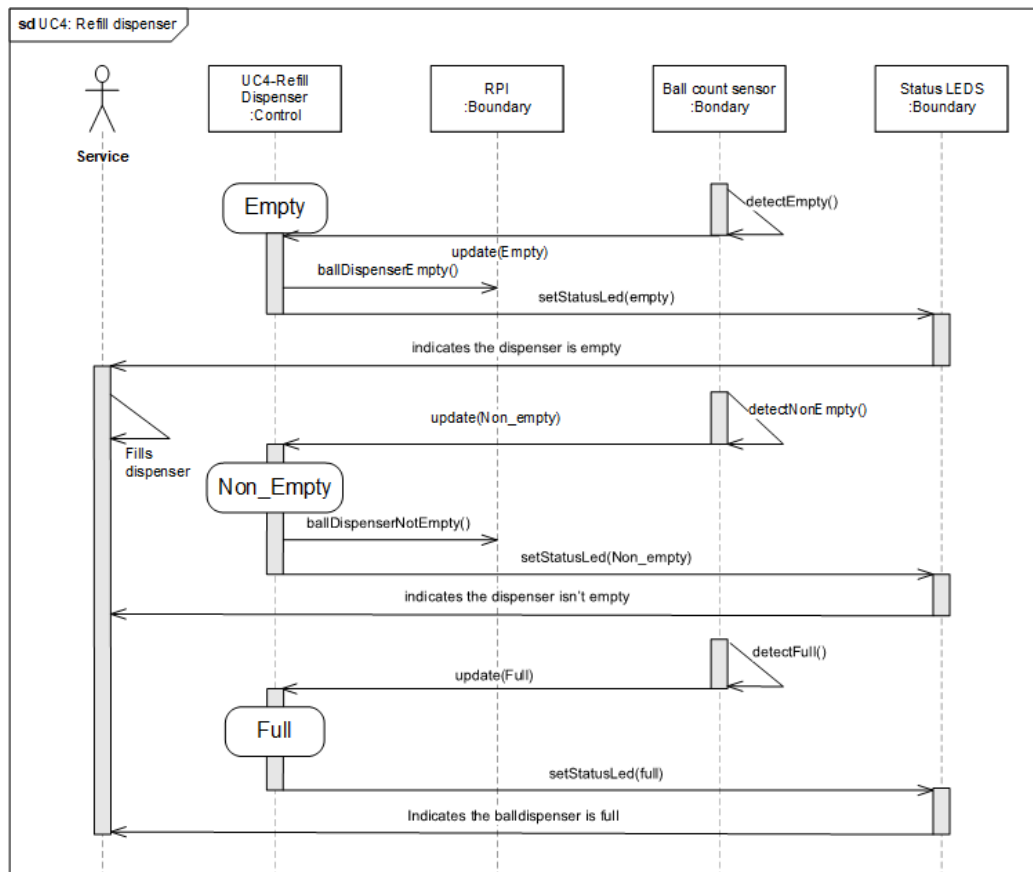 sd UC4: Refill dispenser
Service
UC4-Refill
Dispenser
:Control
RPI
:Boundary
Ball count sensor
:Bondary
Status LEDS
:Boundary
Empty
detectEmpty()
update(Empty)
ballDispenserEmpty()
setStatusLed(empty)
indicates the dispenser is empty
update(Non_empty)
detectNonEmpty()
Fills
dispenser
Non_Empty
ballDispenserNotEmpty()
setStatusLed(Non_empty)
indicates the dispenser isn't empty
detectFull()
update(Full)
Full
setStatusLed(full)
Indicates the balldispenser is full